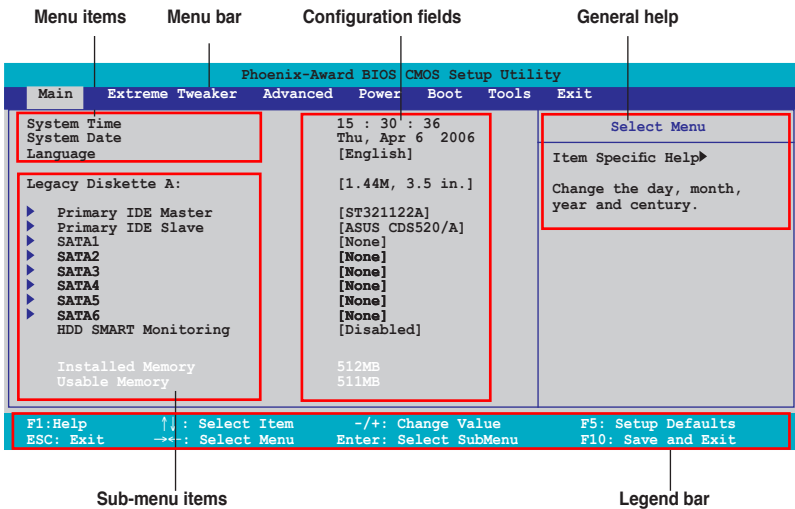 Menu items Menu bar Configuration fields General help
Phoenix-Award BIOS CMOS Setup Utility
Main Extreme Tweaker Advanced Power Boot Tools Exit
System Time 15 : 30 : 36
System Date Thu, Apr 6 2006
Language [English]
Legacy Diskette A: [1.44M, 3.5 in.]
Primary IDE Master [ST321122A]
Primary IDE Slave [ASUS CDS520/A]
SATA1 [None]
SATA2 [None]
SATA3 [None]
SATA4 [None]
SATA5 [None]
SATA6 [None]
HDD SMART Monitoring [Disabled]
Installed Memory 512MB
Usable Memory 511MB
Select Menu
Item Specific Help▶
Change the day, month,
year and century.
F1:Help ↑↓: Select Item -/+: Change Value F5: Setup Defaults
ESC: Exit →←: Select Menu Enter: Select SubMenu F10: Save and Exit
Sub-menu items Legend bar